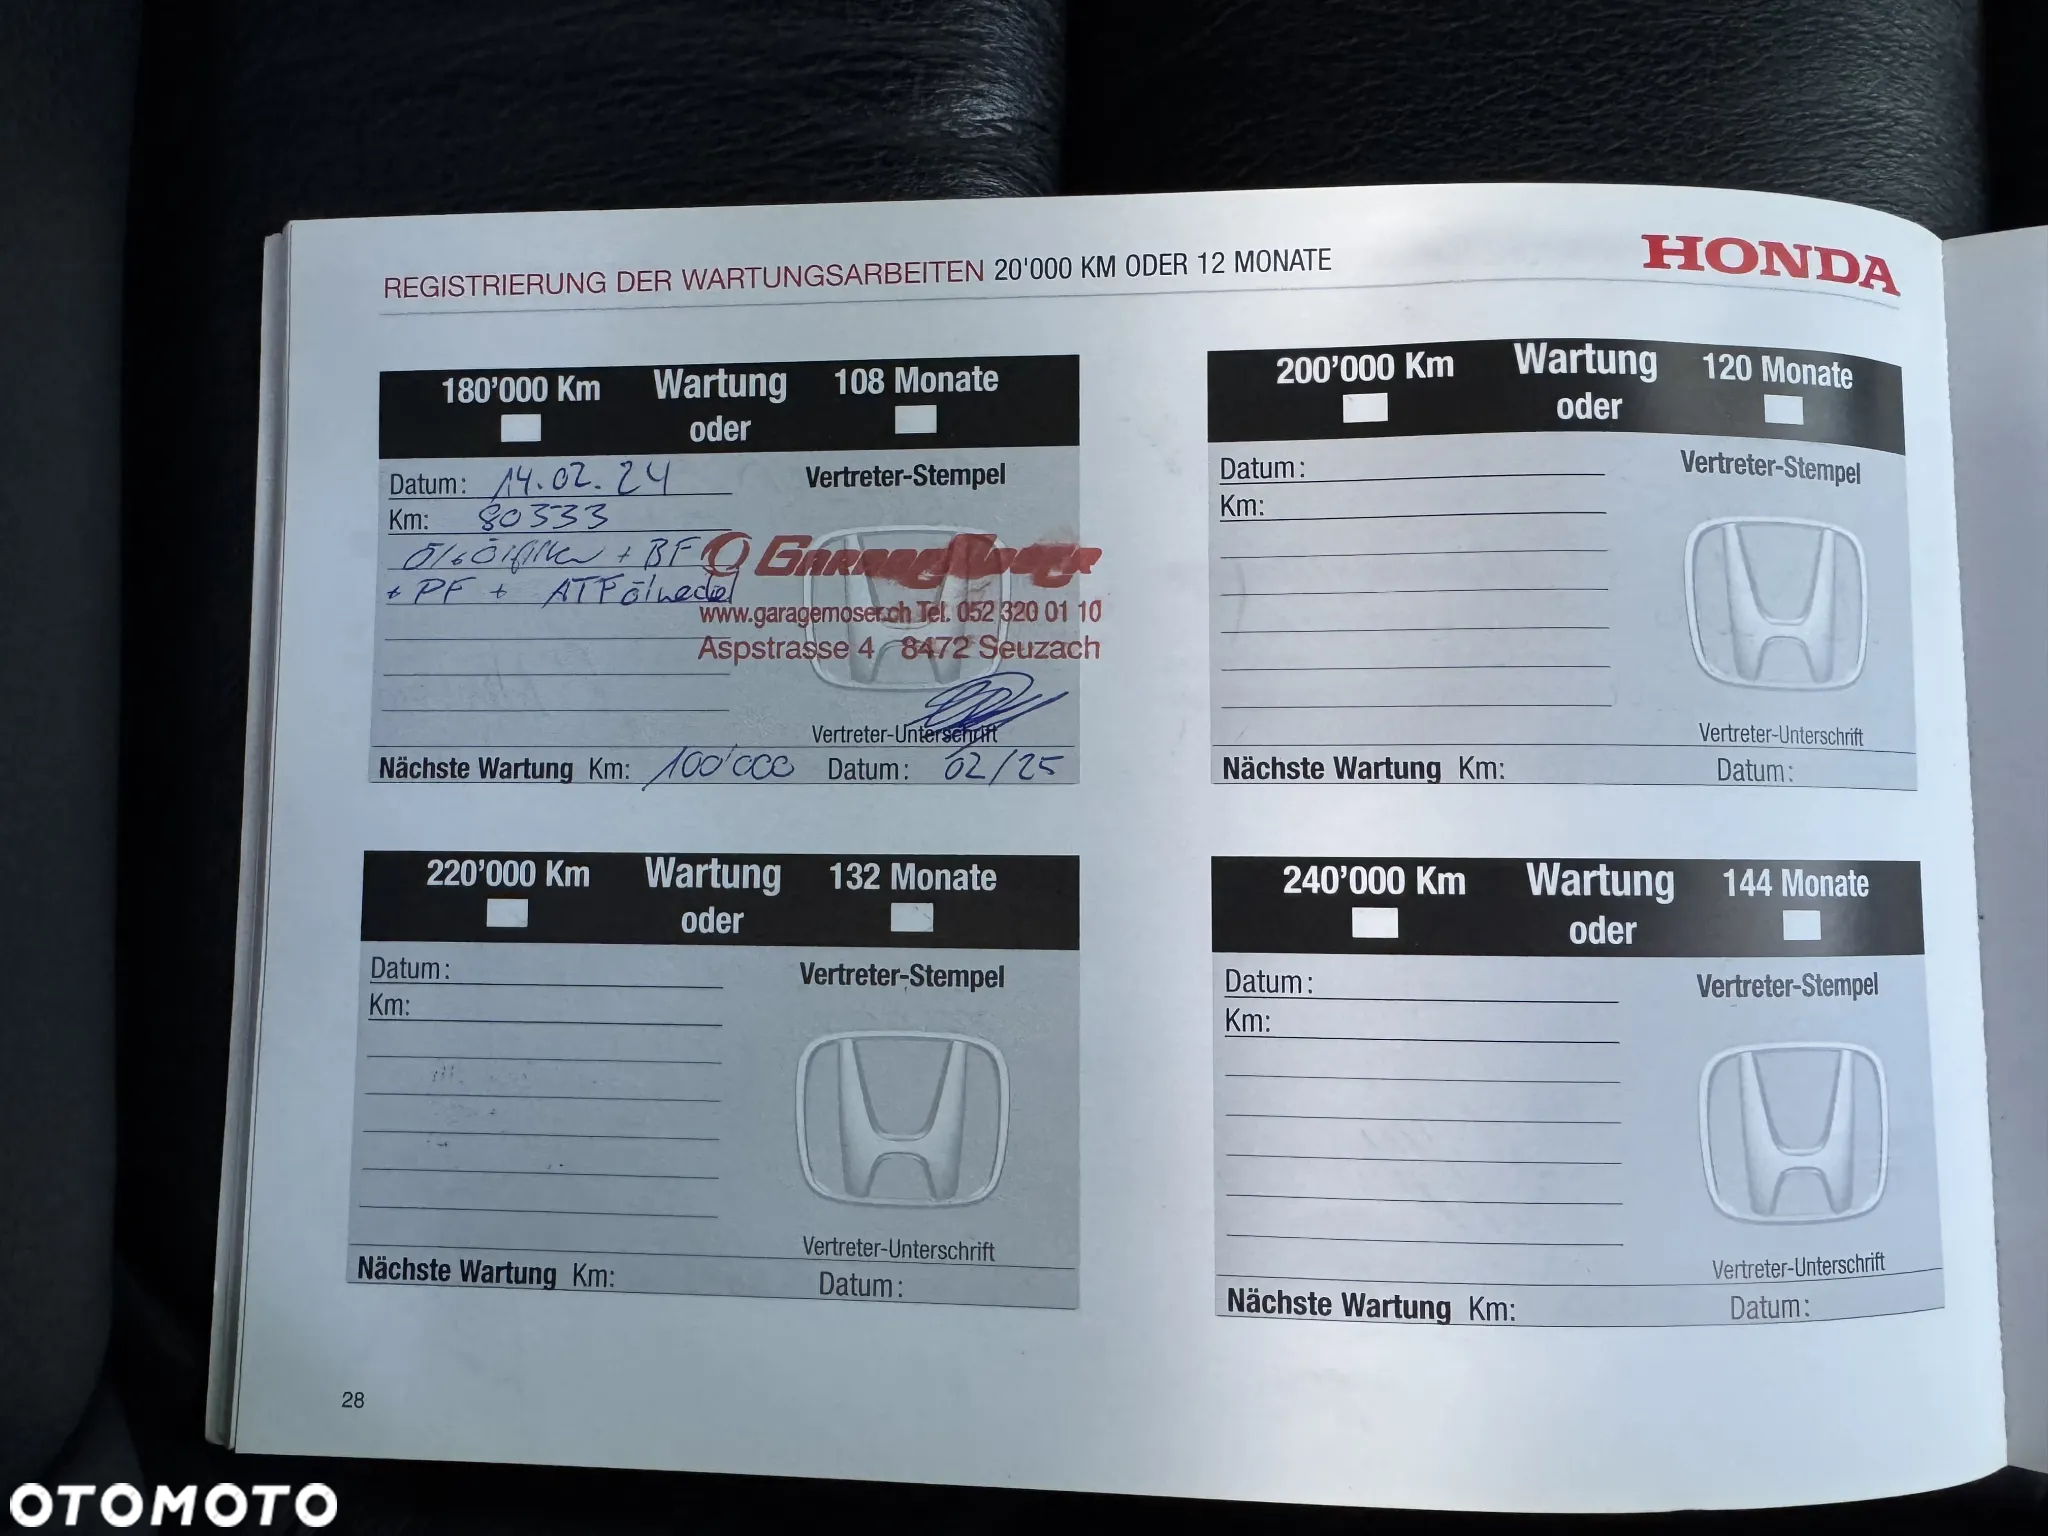 REGISTRIERUNG DER WARTUNGSARBEITEN 20'000 KM ODER 12 MONATE
HONDA
180'000 Km Wartung 108 Monate
oder
Datum: 14.02.24
Vertreter-Stempel
Km: 80333
+ BF
+ PF + ATF
GARAGE MOSER
www.garagemoser.ch Tel. 052 320 01 10
Aspstrasse 4 8472 Seuzach
Vertreter-Unterschrift
Nächste Wartung Km: 100'000 Datum: 02/25
200'000 Km Wartung 120 Monate
oder
Datum:
Vertreter-Stempel
Km:
Vertreter-Unterschrift
Nächste Wartung Km: Datum:
220'000 Km Wartung 132 Monate
oder
Datum:
Vertreter-Stempel
Km:
Vertreter-Unterschrift
Nächste Wartung Km: Datum:
240'000 Km Wartung 144 Monate
oder
Datum:
Vertreter-Stempel
Km:
Vertreter-Unterschrift
Nächste Wartung Km: Datum:
28
OTOMOTO